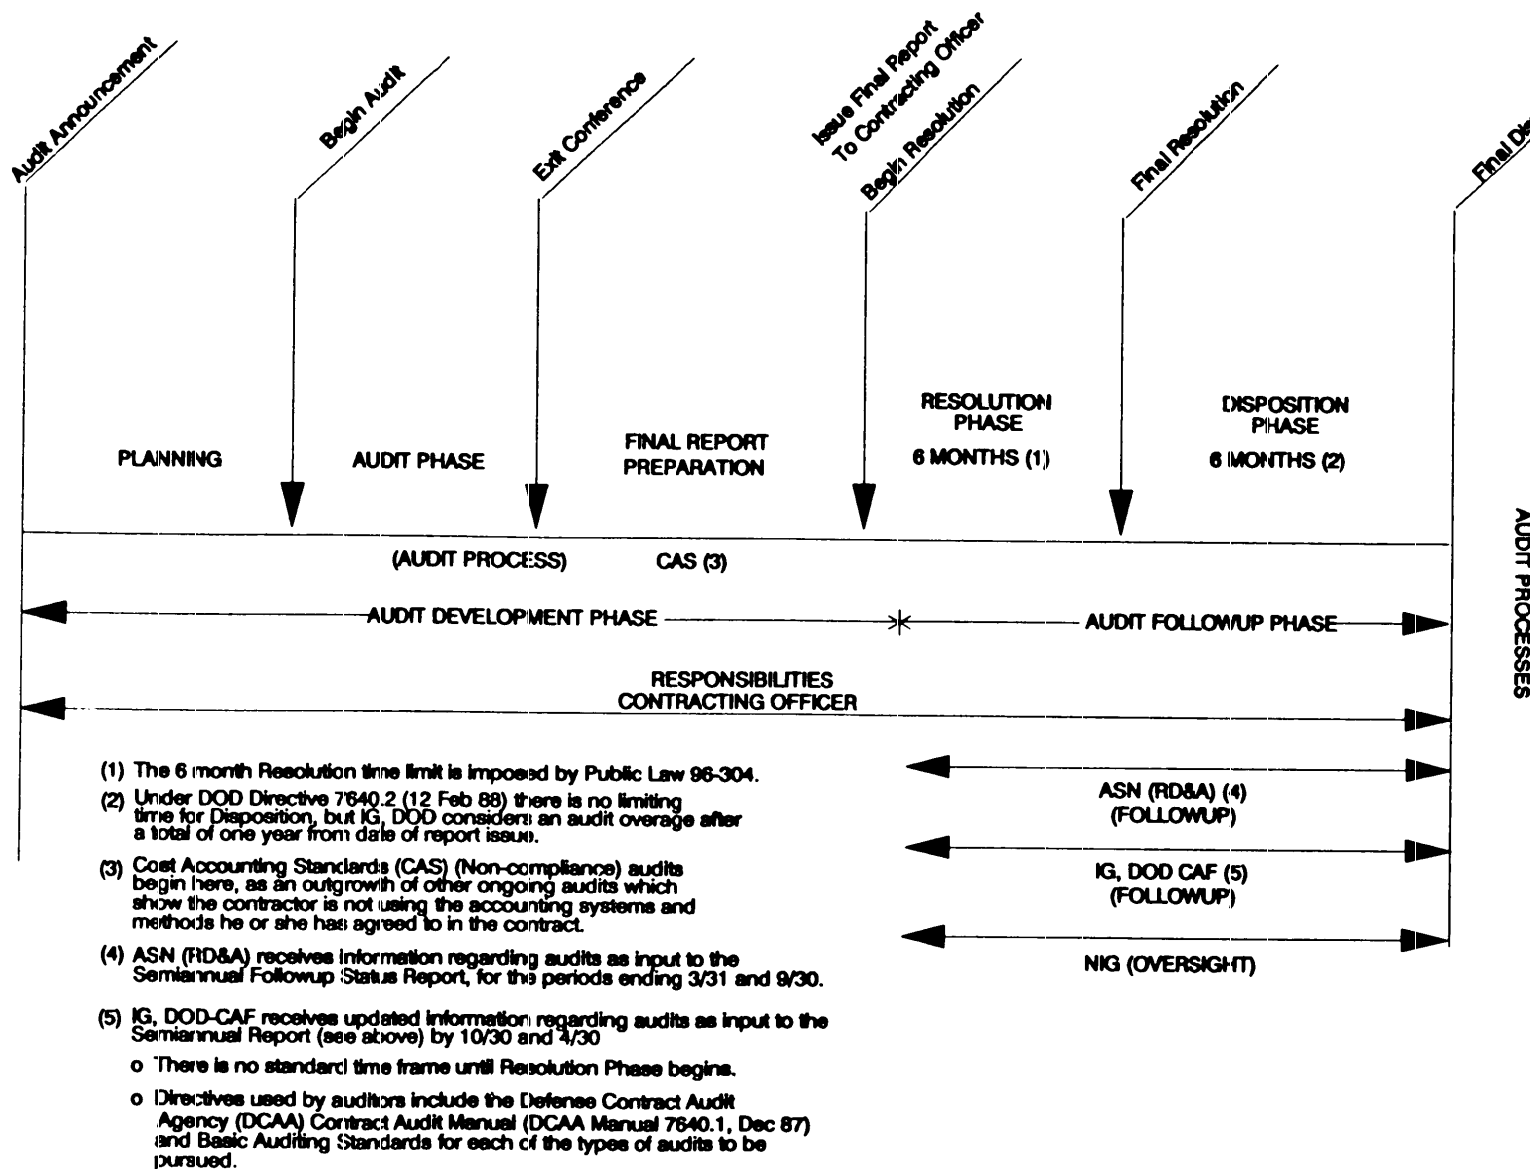 Audit Announcement
Begin Audit
Exit Conference
Issue Final Report
To Contracting Officer
Begin Resolution
Final Resolution
Final
PLANNING
AUDIT PHASE
FINAL REPORT
PREPARATION
RESOLUTION
PHASE
6 MONTHS (1)
DISPOSITION
PHASE
6 MONTHS (2)
(AUDIT PROCESS)
CAS (3)
AUDIT DEVELOPMENT PHASE
AUDIT FOLLOWUP PHASE
AUDIT PROCESSES
RESPONSIBILITIES
CONTRACTING OFFICER
(1) The 6 month Resolution time limit is imposed by Public Law 96-304.
(2) Under DOD Directive 7640.2 (12 Feb 88) there is no limiting
time for Disposition, but IG, DOD considers an audit overage after
a total of one year from date of report issue.
(3) Cost Accounting Standards (CAS) (Non-compliance) audits
begin here, as an outgrowth of other ongoing audits which
show the contractor is not using the accounting systems and
methods he or she has agreed to in the contract.
(4) ASN (RD&A) receives information regarding audits as input to the
Semiannual Followup Status Report, for the periods ending 3/31 and 9/30.
(5) IG, DOD-CAF receives updated information regarding audits as input to the
Semiannual Report (see above) by 10/30 and 4/30
o There is no standard time frame until Resolution Phase begins.
o Directives used by auditors include the Defense Contract Audit
Agency (DCAA) Contract Audit Manual (DCAA Manual 7640.1, Dec 87)
and Basic Auditing Standards for each of the types of audits to be
pursued.
ASN (RD&A) (4)
(FOLLOWUP)
IG, DOD CAF (5)
(FOLLOWUP)
NIG (OVERSIGHT)